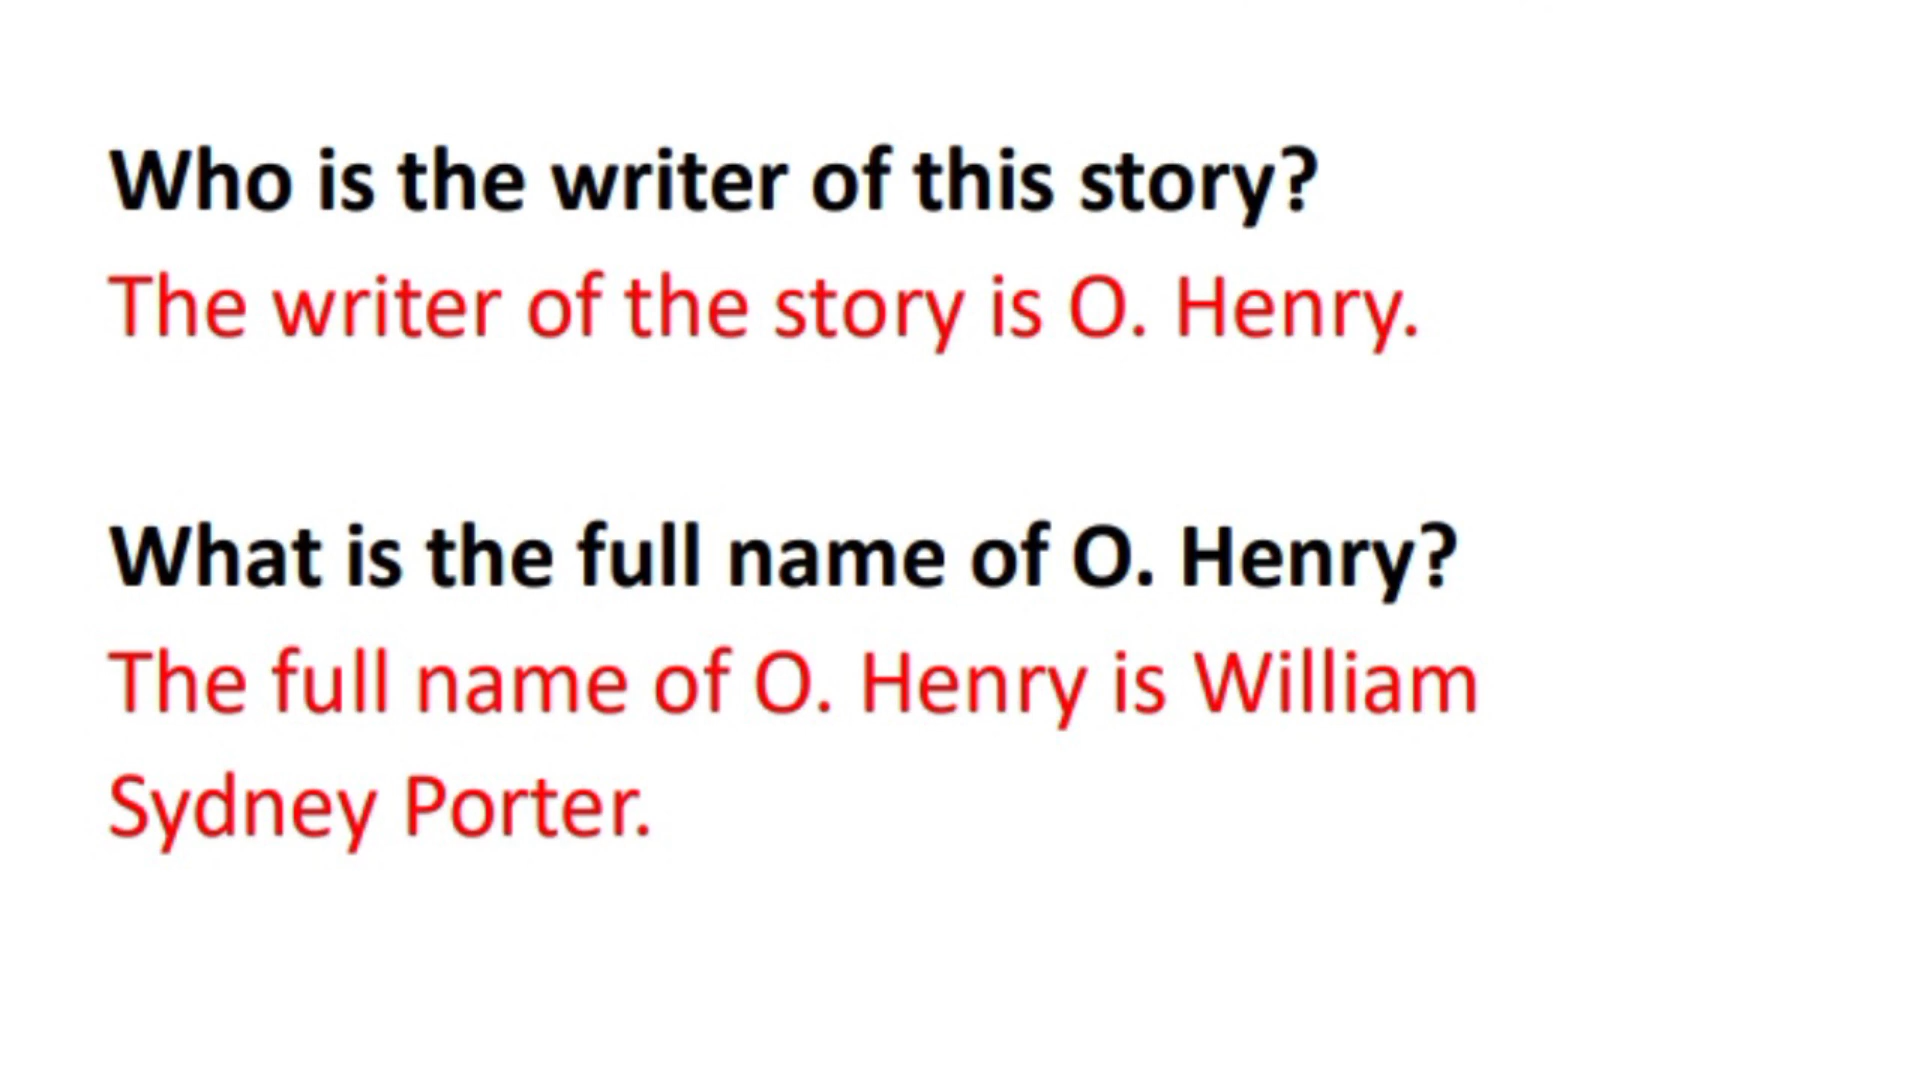 Who is the writer of this story?
The writer of the story is O. Henry.
What is the full name of O. Henry?
The full name of O. Henry is William
Sydney Porter.